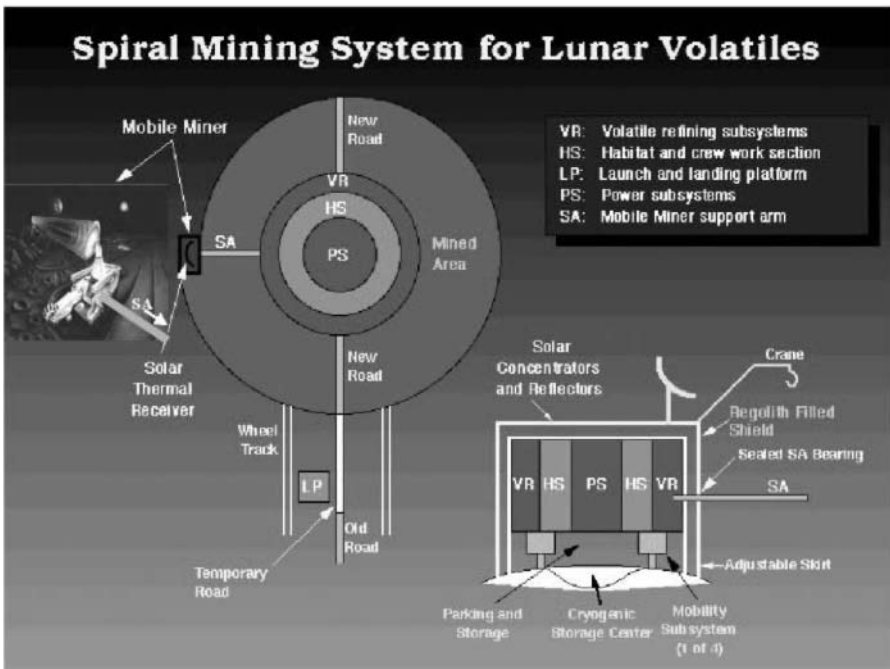 Spiral Mining System for Lunar Volatiles
Mobile Miner
New
Road
VR
HS
PS
SA
Mined
Area
SA
Solar
Thermal
Receiver
New
Road
Wheel
Track
LP
Old
Road
Temporary
Road
VR: Volatile refining subsystems
HS: Habitat and crew work section
LP: Launch and landing platform
PS: Power subsystems
SA: Mobile Miner support arm
Solar
Concentrators
and Reflectors
Crane
Regolith Filled
Shield
Sealed SA Bearing
VR HS PS HS VR
SA
Adjustable Skirt
Parking and
Storage
Cryogenic
Storage Center
Mobility
Subsystem
(1 of 4)